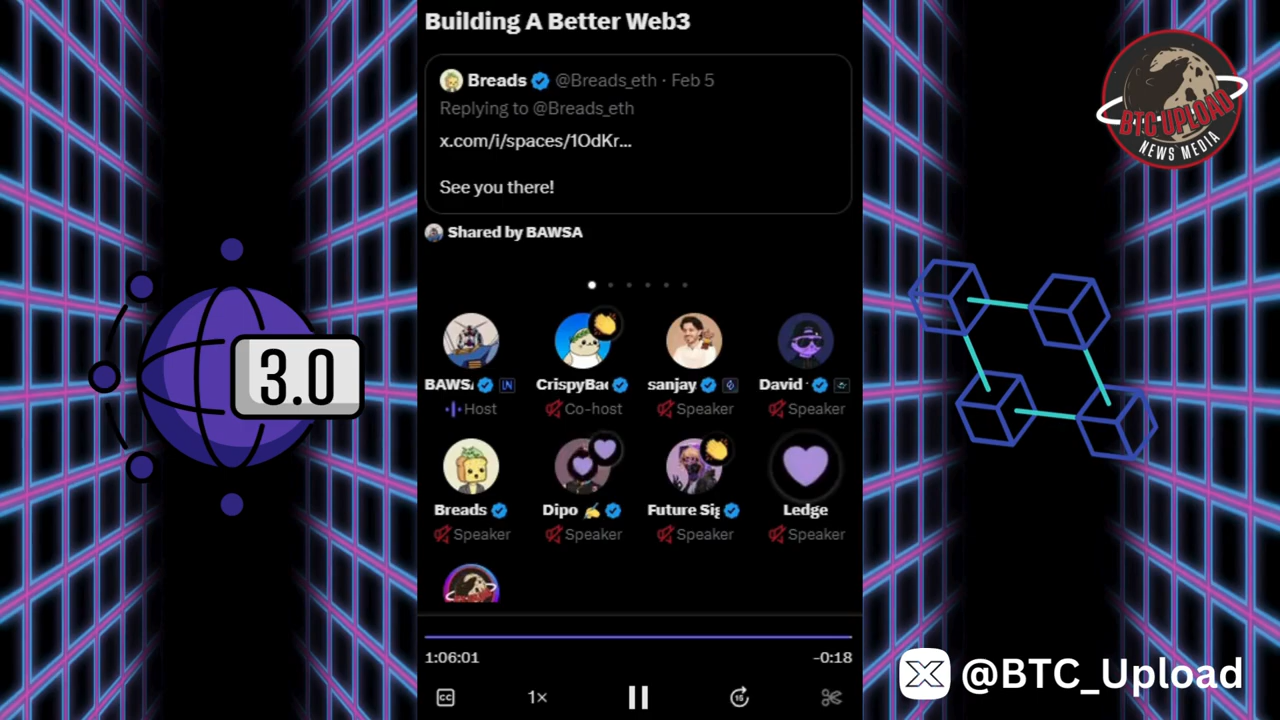 Building A Better Web3
Breads @Breads_eth · Feb 5
Replying to @Breads_eth
x.com/i/spaces/1OdKr...
See you there!
Shared by BAWSA
BTC UPLOAD
NEWS MEDIA
3.0
BAWS CrispyBa sanjay David
Host Co-host Speaker Speaker
Breads Dipo ✍️ Future Sig Ledge
Speaker Speaker Speaker Speaker
1:06:01 -0:18
CC 1× 15
X @BTC_Upload